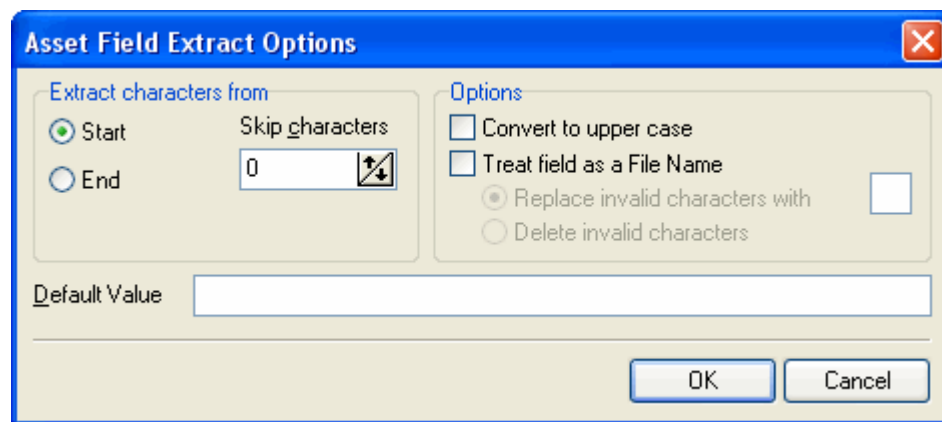 Asset Field Extract Options
Extract characters from
Start
Skip characters
0
End
Options
Convert to upper case
Treat field as a File Name
Replace invalid characters with
Delete invalid characters
Default Value
OK
Cancel